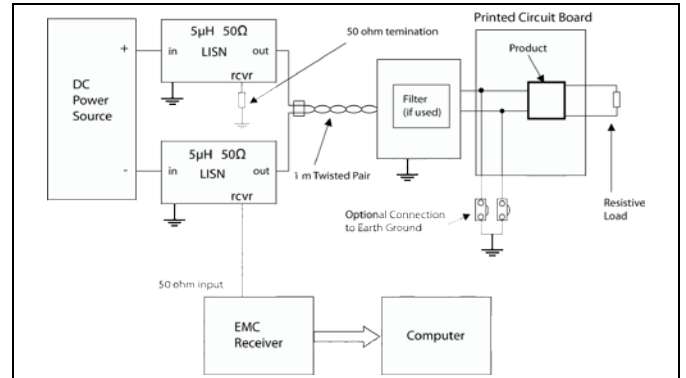 Printed Circuit Board
5µH 50Ω
in
out
LISN
rcvr
50 ohm temination
Product
+
DC
Power
Source
-
Filter
(if used)
5µH 50Ω
in
out
LISN
rcvr
1 m Twisted Pair
Optional Connection
to Earth Ground
Resistive
Load
50 ohm input
EMC
Receiver
Computer